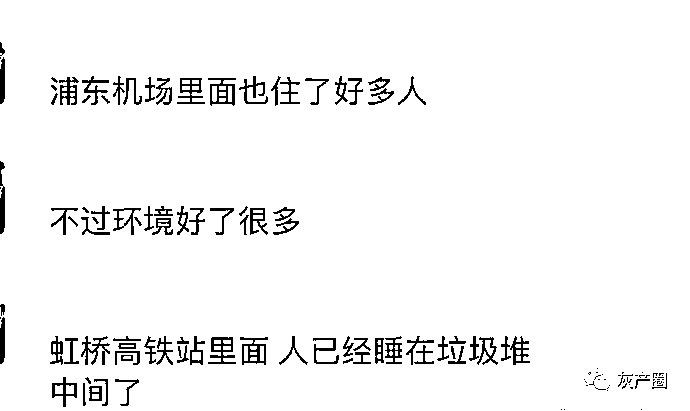 浦东机场里面也住了好多人
不过环境好了很多
虹桥高铁站里面 人已经睡在垃圾堆
中间了
灰产圈